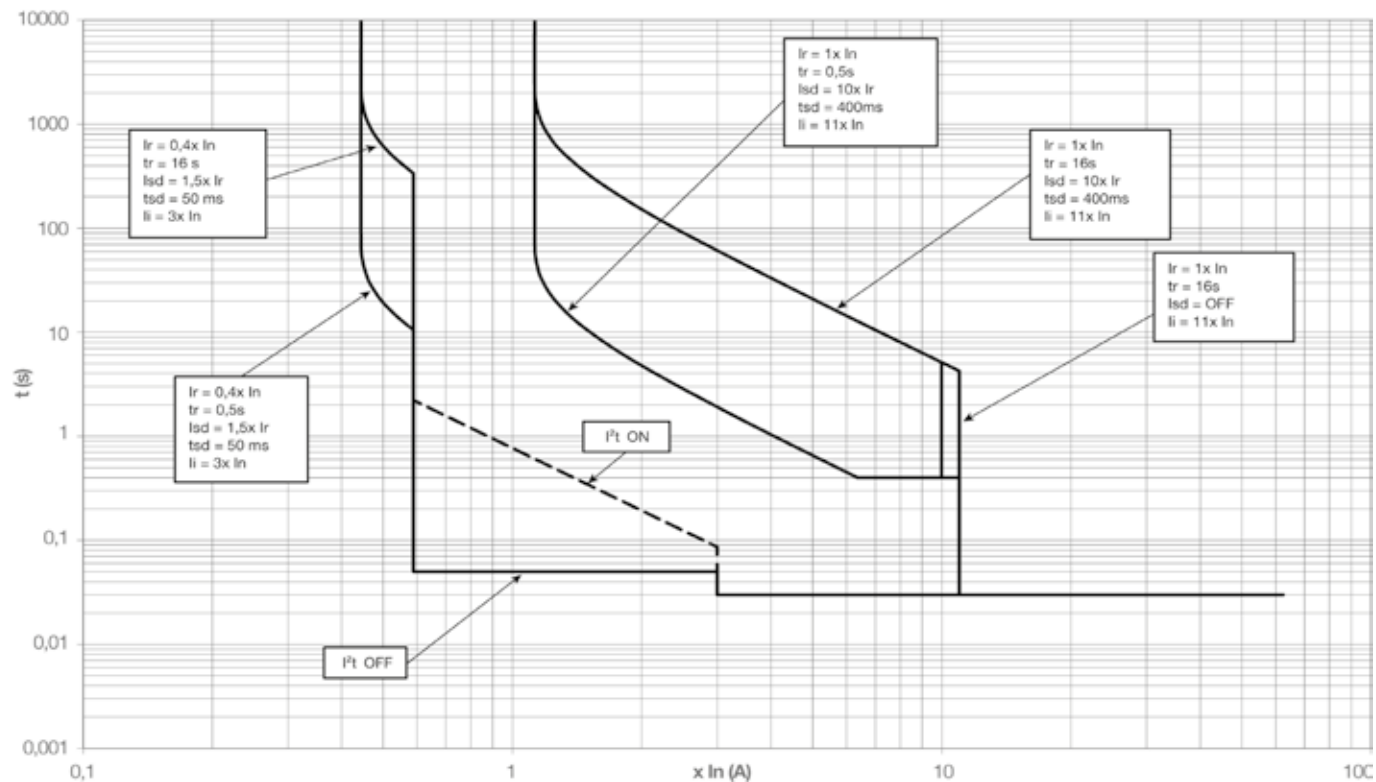 10000
1000
100
10
1
0,1
0,01
0,001
t (s)
Ir = 0,4x In
tr = 16 s
Isd = 1,5x Ir
tsd = 50 ms
Ii = 3x In
Ir = 1x In
tr = 0,5s
Isd = 10x Ir
tsd = 400ms
Ii = 11x In
Ir = 1x In
tr = 16s
Isd = 10x Ir
tsd = 400ms
Ii = 11x In
Ir = 1x In
tr = 16s
Isd = OFF
Ii = 11x In
Ir = 0,4x In
tr = 0,5s
Isd = 1,5x Ir
tsd = 50 ms
Ii = 3x In
I²t ON
I²t OFF
0,1
1
x In (A)
10
100